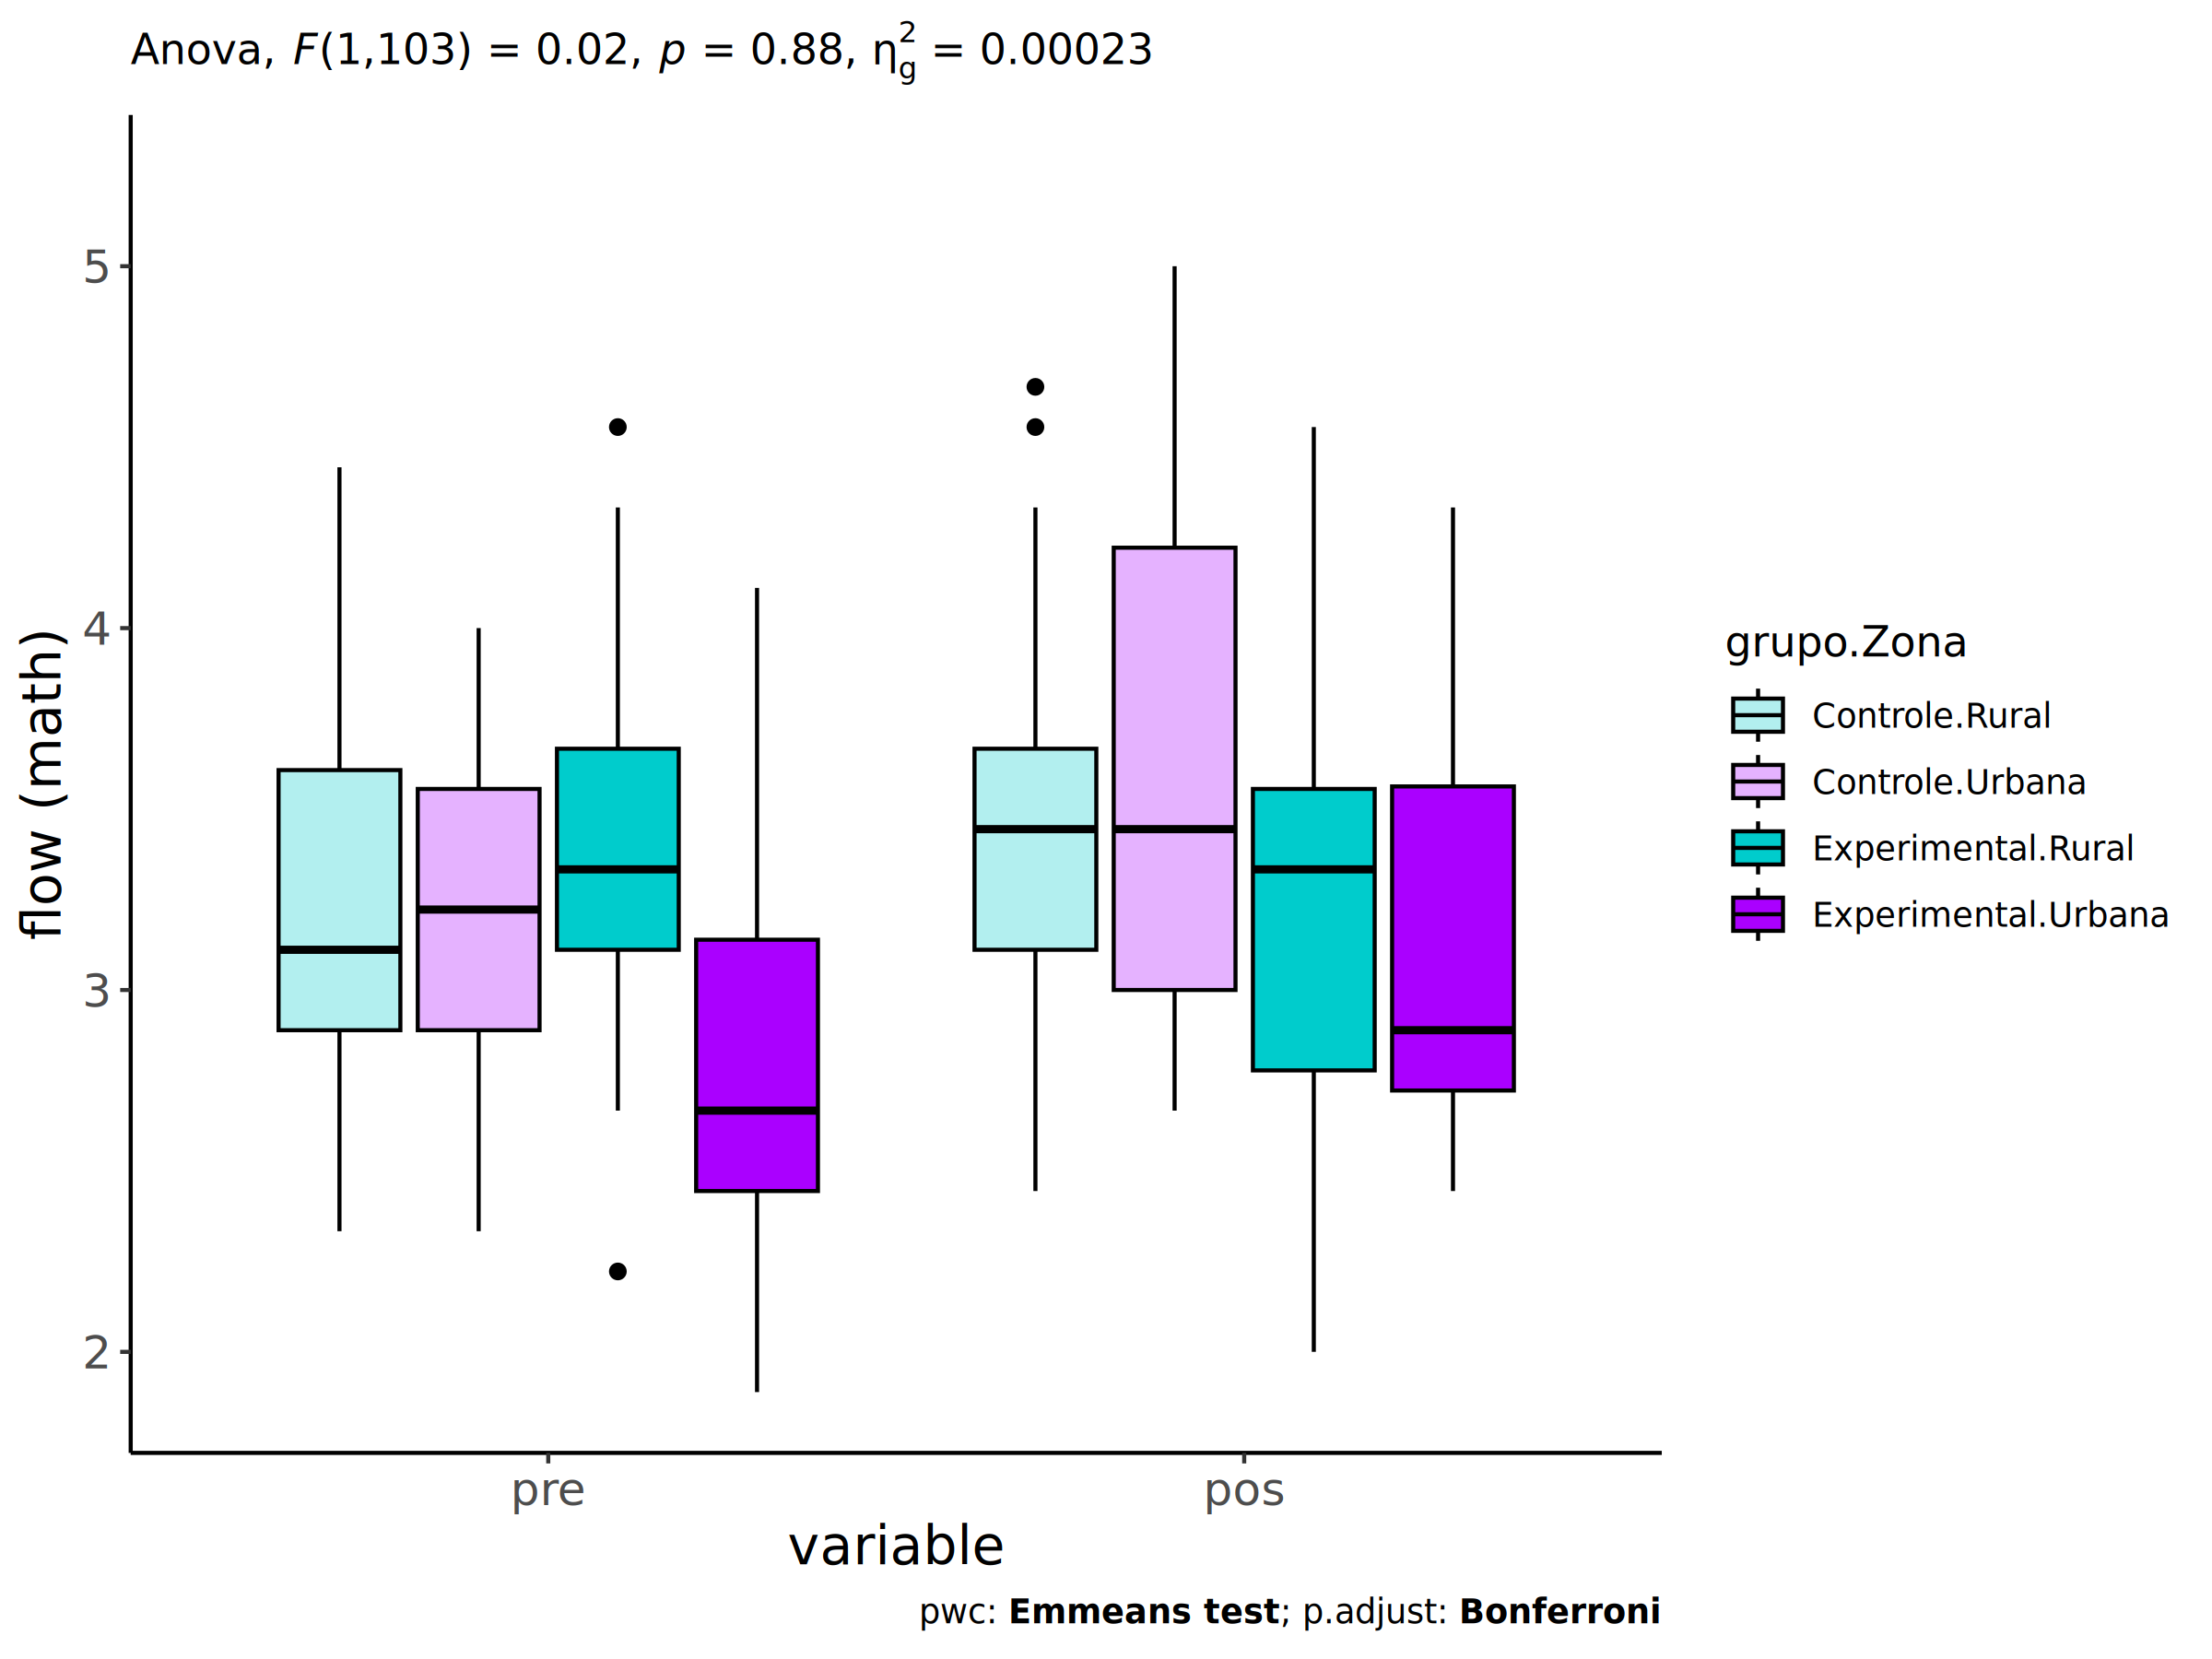 Anova, F(1,103) = 0.02, p = 0.88, η²g = 0.00023
5
4
3
2
flow (math)
pre pos
variable
pwc: Emmeans test; p.adjust: Bonferroni
grupo.Zona
Controle.Rural
Controle.Urbana
Experimental.Rural
Experimental.Urbana